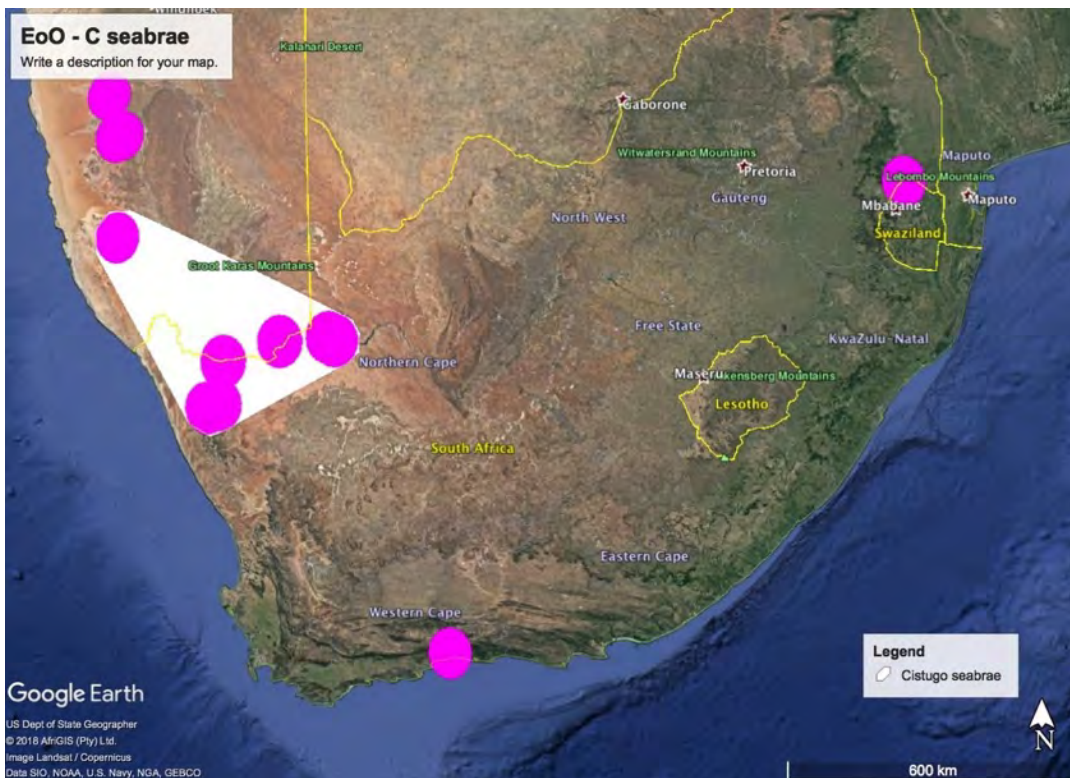 EoO - C seabrae
Write a description for your map.
Kalahari Desert
Gaborone
Witwatersrand Mountains
Pretoria
Gauteng
North West
Maputo
Lebombo Mountains
Maputo
Mbabane
Swaziland
Groot Karas Mountains
Free State
KwaZulu-Natal
Northern Cape
Maseru
kensberg Mountains
Lesotho
South Africa
Eastern Cape
Western Cape
Legend
Cistugo seabrae
Google Earth
US Dept of State Geographer
© 2018 AfriGIS (Pty) Ltd.
Image Landsat / Copernicus
Data SIO, NOAA, U.S. Navy, NGA, GEBCO
N
600 km